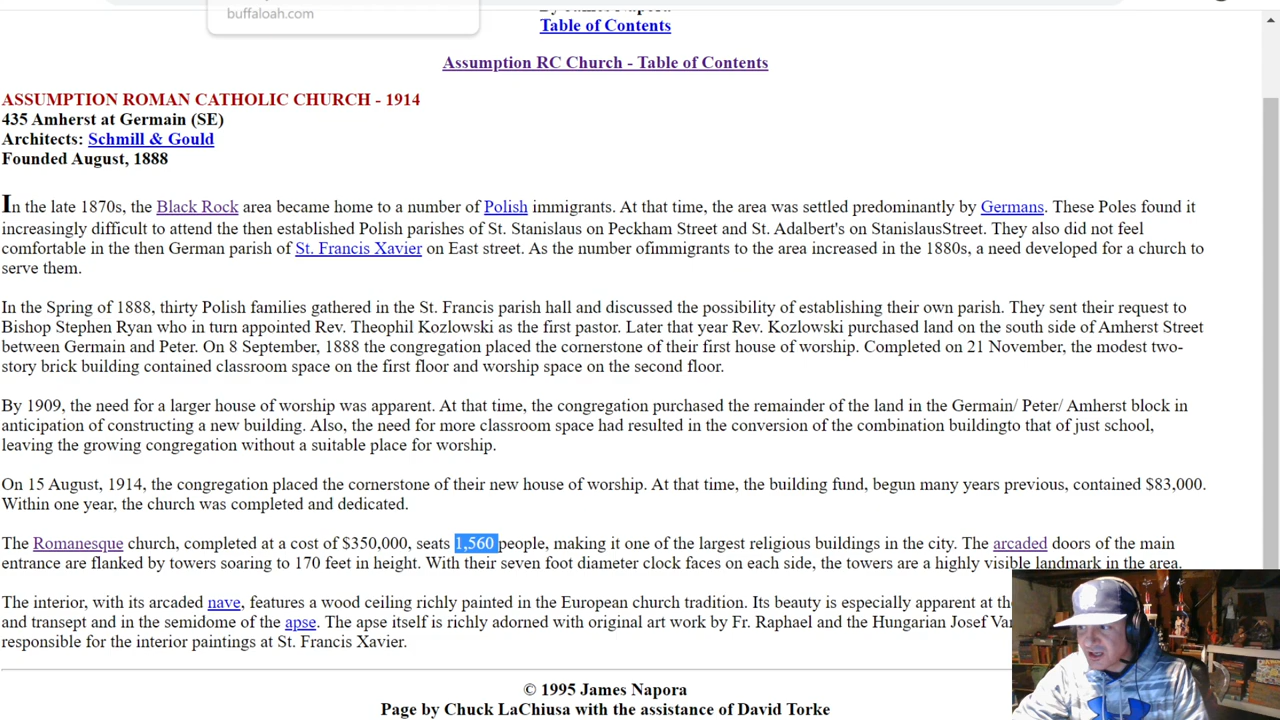 buffaloah.com
Table of Contents
Assumption RC Church - Table of Contents
ASSUMPTION ROMAN CATHOLIC CHURCH - 1914
435 Amherst at Germain (SE)
Architects: Schmill & Gould
Founded August, 1888
In the late 1870s, the Black Rock area became home to a number of Polish immigrants. At that time, the area was settled predominantly by Germans. These Poles found it
increasingly difficult to attend the then established Polish parishes of St. Stanislaus on Peckham Street and St. Adalbert's on StanislausStreet. They also did not feel
comfortable in the then German parish of St. Francis Xavier on East street. As the number ofimmigrants to the area increased in the 1880s, a need developed for a church to
serve them.
In the Spring of 1888, thirty Polish families gathered in the St. Francis parish hall and discussed the possibility of establishing their own parish. They sent their request to
Bishop Stephen Ryan who in turn appointed Rev. Theophil Kozlowski as the first pastor. Later that year Rev. Kozlowski purchased land on the south side of Amherst Street
between Germain and Peter. On 8 September, 1888 the congregation placed the cornerstone of their first house of worship. Completed on 21 November, the modest two-
story brick building contained classroom space on the first floor and worship space on the second floor.
By 1909, the need for a larger house of worship was apparent. At that time, the congregation purchased the remainder of the land in the Germain/ Peter/ Amherst block in
anticipation of constructing a new building. Also, the need for more classroom space had resulted in the conversion of the combination buildingto that of just school,
leaving the growing congregation without a suitable place for worship.
On 15 August, 1914, the congregation placed the cornerstone of their new house of worship. At that time, the building fund, begun many years previous, contained $83,000.
Within one year, the church was completed and dedicated.
The Romanesque church, completed at a cost of $350,000, seats 1,560 people, making it one of the largest religious buildings in the city. The arcaded doors of the main
entrance are flanked by towers soaring to 170 feet in height. With their seven foot diameter clock faces on each side, the towers are a highly visible landmark in the area.
The interior, with its arcaded nave, features a wood ceiling richly painted in the European church tradition. Its beauty is especially apparent at the
and transept and in the semidome of the apse. The apse itself is richly adorned with original art work by Fr. Raphael and the Hungarian Josef
responsible for the interior paintings at St. Francis Xavier.
© 1995 James Napora
Page by Chuck LaChiusa with the assistance of David Torke